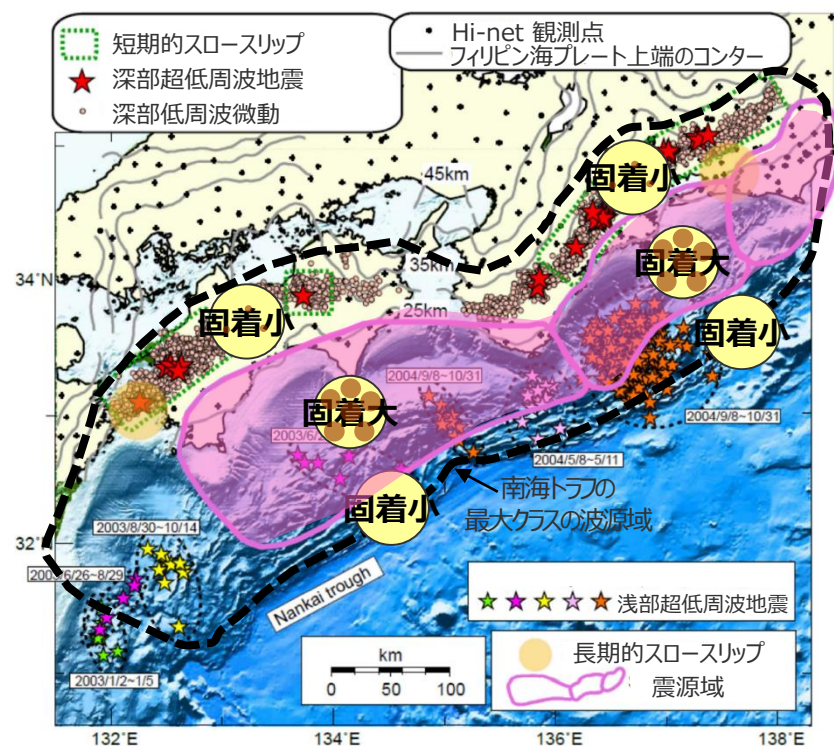 短期的スロースリップ
深部超低周波地震
深部低周波微動
Hi-net 観測点
フィリピン海プレート上端のコンター
45km
固着小
35km
固着大
34°N
25km
固着小
固着小
2004/9/8~10/31
固着大
2004/9/8~10/31
2003/6/2
2004/5/8~5/11
南海トラフの
最大クラスの波源域
固着小
2003/8/30~10/14
32°N
2003/6/26~8/29
Nankai trough
浅部超低周波地震
km
0 50 100
長期的スロースリップ
震源域
2003/1/2~1/5
132°E
134°E
136°E
138°E